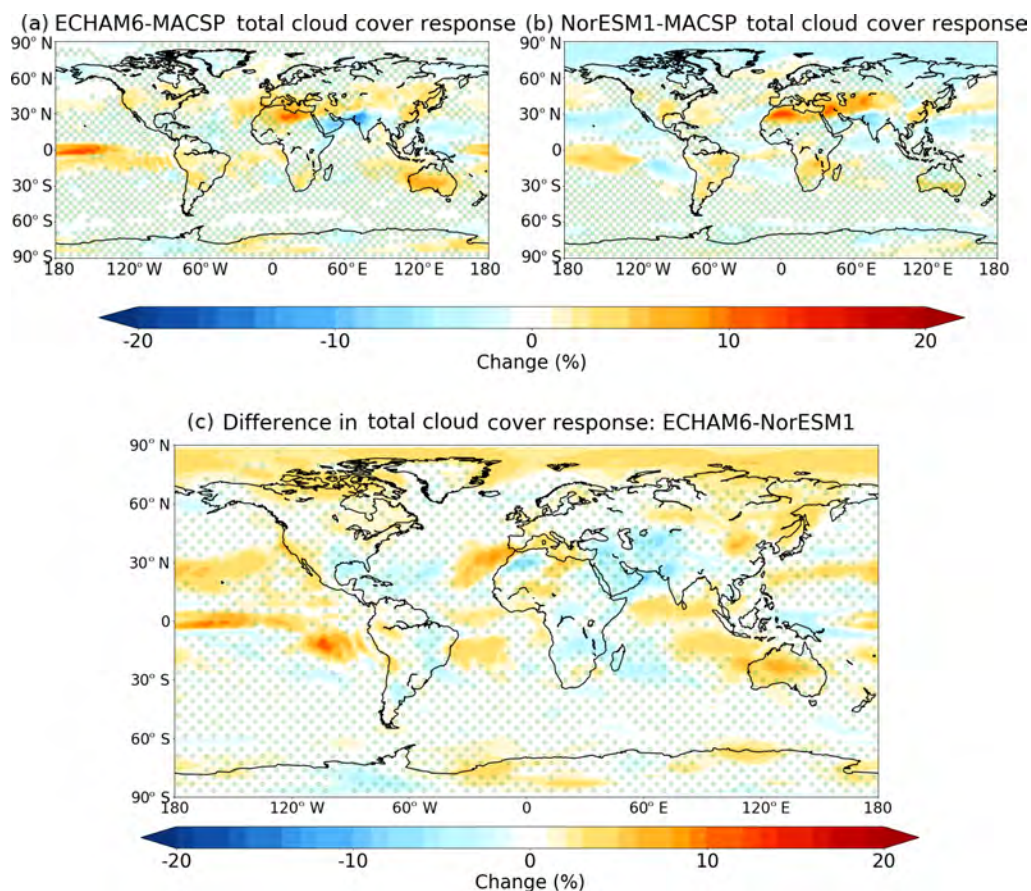 (a) ECHAM6-MACSP total cloud cover response (b) NorESM1-MACSP total cloud cover response
90° N 90° N
60° N 60° N
30° N 30° N
0 0
30° S 30° S
60° S 60° S
90° S 90° S
180 120° W 60° W 0 60° E 120° E 180 180 120° W 60° W 0 60° E 120° E 180
-20 -10 0 10 20
Change (%)
(c) Difference in total cloud cover response: ECHAM6-NorESM1
90° N
60° N
30° N
0
30° S
60° S
90° S
180 120° W 60° W 0 60° E 120° E 180
-20 -10 0 10 20
Change (%)